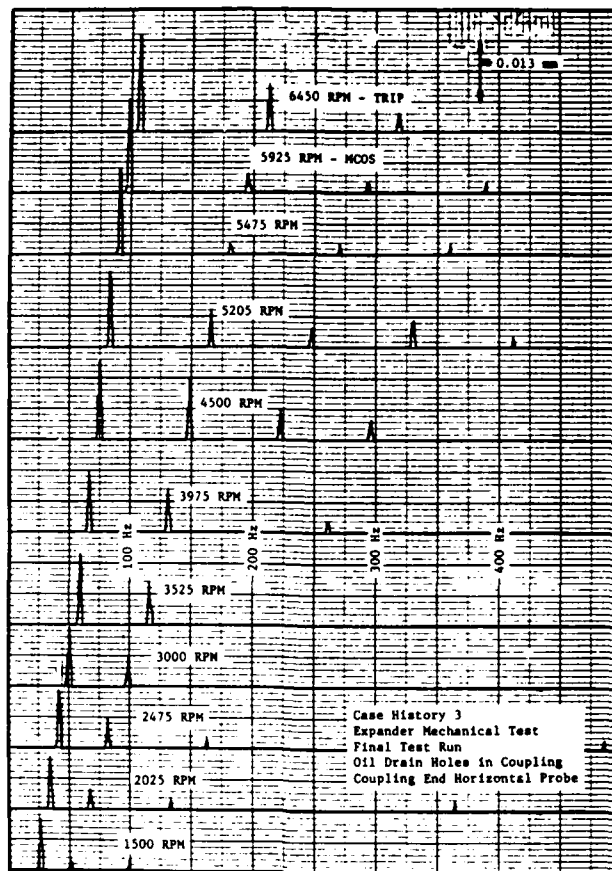 0.013
6450 RPM - TRIP
5925 RPM - MCOS
5475 RPM
5205 RPM
4500 RPM
3975 RPM
100 Hz
200 Hz
300 Hz
400 Hz
3525 RPM
3000 RPM
2475 RPM
Case History 3
Expander Mechanical Test
Final Test Run
Oil Drain Holes in Coupling
Coupling End Horizontal Probe
2025 RPM
1500 RPM